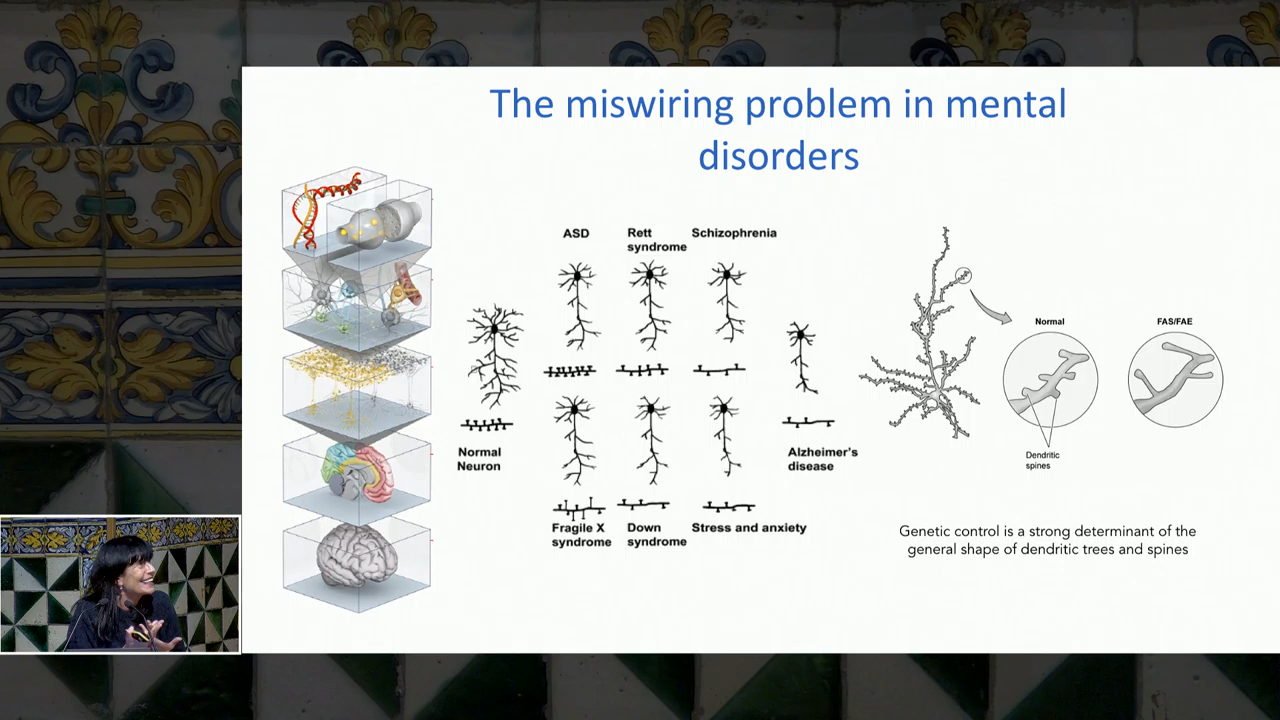 The miswiring problem in mental
disorders
ASD
Rett
syndrome
Schizophrenia
Normal
Neuron
Alzheimer's
disease
Fragile X
syndrome
Down
syndrome
Stress and anxiety
Normal
FAS/FAE
Dendritic
spines
Genetic control is a strong determinant of the
general shape of dendritic trees and spines